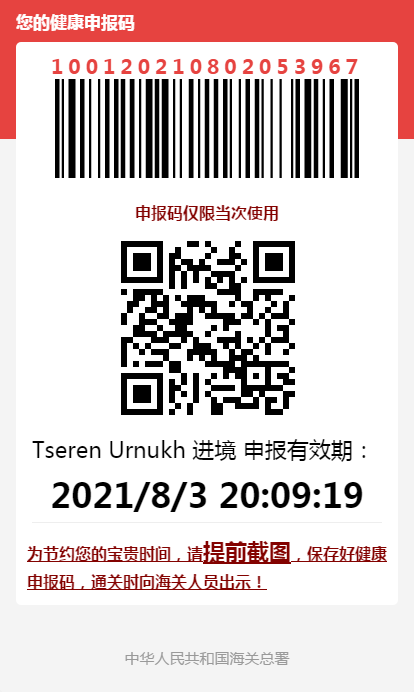 您的健康申报码
100120210802053967
申报码仅限当次使用
Tseren Urnukh 进境 申报有效期：
2021/8/3 20:09:19
为节约您的宝贵时间，请提前截图，保存好健康
申报码，通关时向海关人员出示！
中华人民共和国海关总署